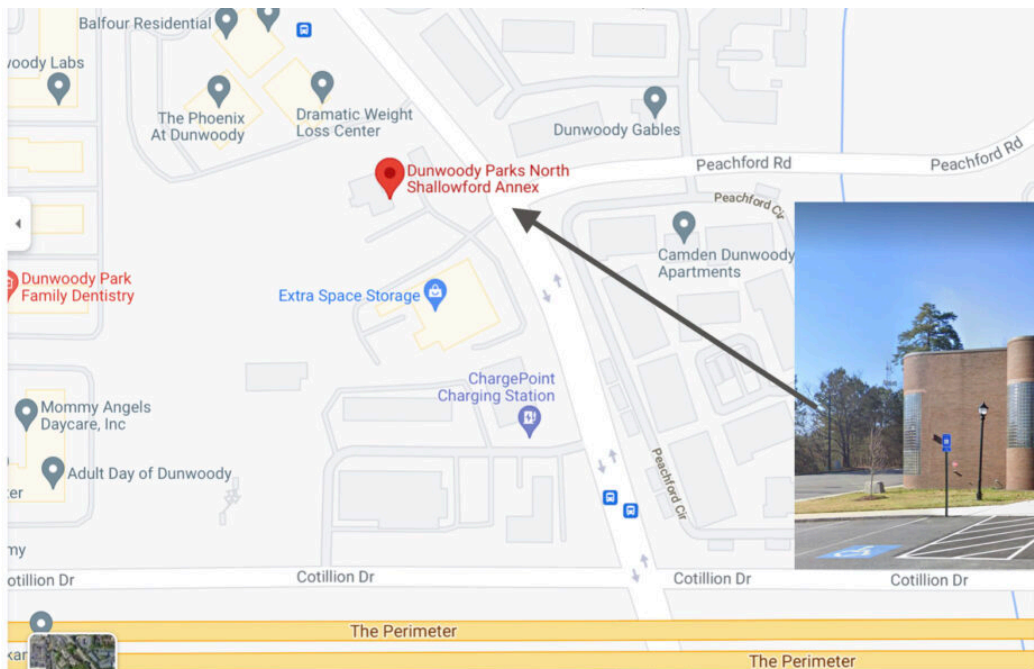 Balfour Residential
woody Labs
The Phoenix
At Dunwoody
Dramatic Weight
Loss Center
Dunwoody Gables
Peachford Rd
Peachford Rd
Dunwoody Parks North
Shallowford Annex
Peachford Cir
Camden Dunwoody
Apartments
Dunwoody Park
Family Dentistry
Extra Space Storage
ChargePoint
Charging Station
Mommy Angels
Daycare, Inc
Adult Day of Dunwoody
ter
Peachford Cir
my
otillion Dr
Cotillion Dr
Cotillion Dr
Cotillion Dr
The Perimeter
kar
The Perimeter